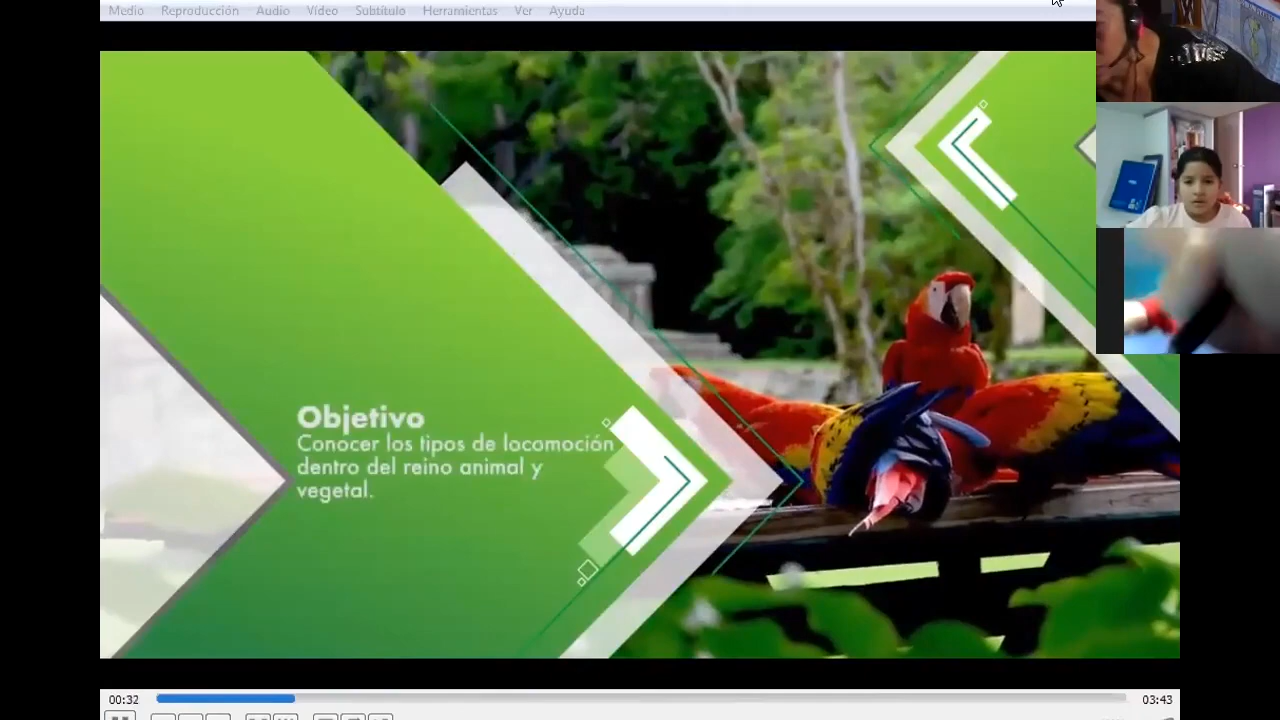 Medio Reproducción Audio Video Subtítulo Herramientas Ver Ayuda
Objetivo
Conocer los tipos de locomoción
dentro del reino animal y
vegetal.
00:32
03:43